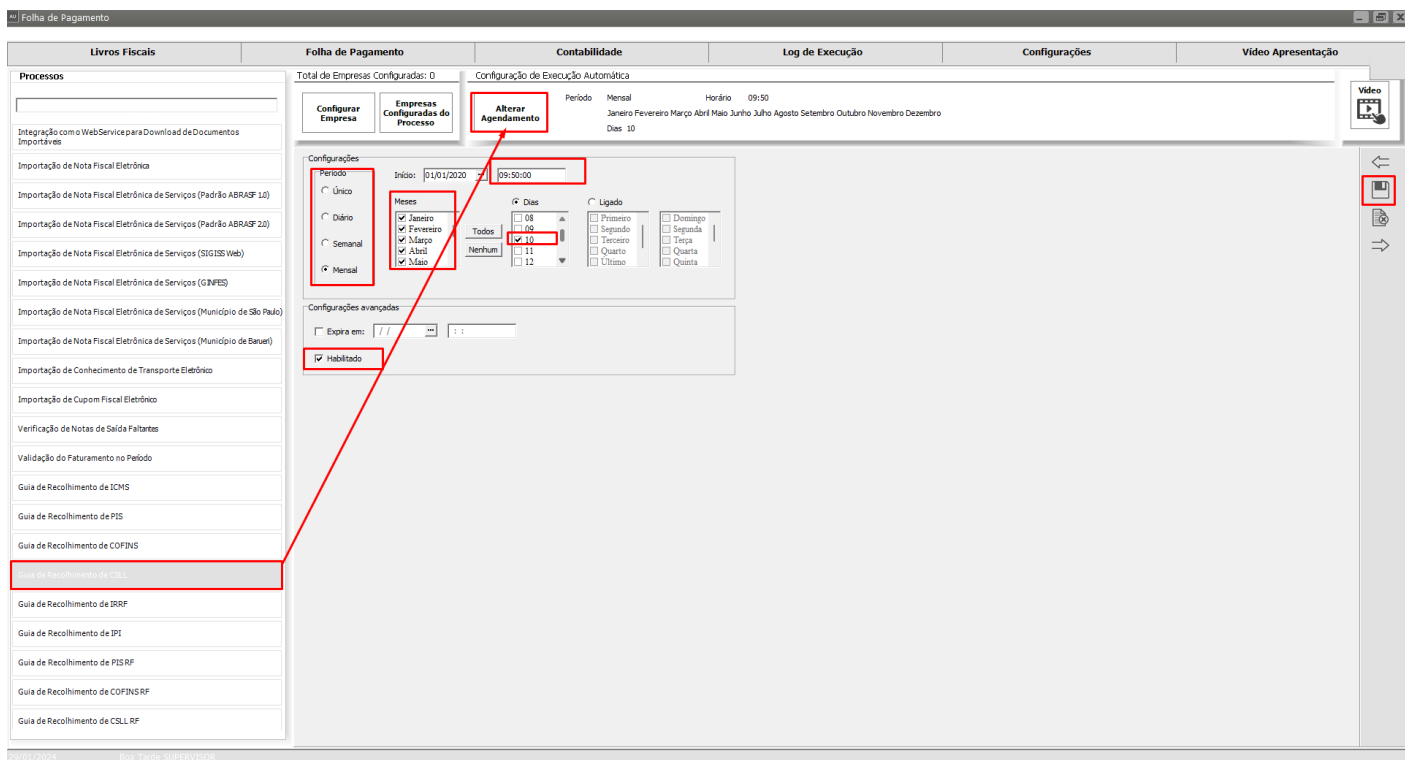 AU Folha de Pagamento
Livros Fiscais
Folha de Pagamento
Contabilidade
Log de Execução
Configurações
Vídeo Apresentação
Processos
Integração com o WebService para Download de Documentos
Importáveis
Importação de Nota Fiscal Eletrônica
Importação de Nota Fiscal Eletrônica de Serviços (Padrão ABRASF 1.0)
Importação de Nota Fiscal Eletrônica de Serviços (Padrão ABRASF 2.0)
Importação de Nota Fiscal Eletrônica de Serviços (SIGISS Web)
Importação de Nota Fiscal Eletrônica de Serviços (GINFES)
Importação de Nota Fiscal Eletrônica de Serviços (Município de São Paulo)
Importação de Nota Fiscal Eletrônica de Serviços (Município de Barueri)
Importação de Conhecimento de Transporte Eletrônico
Importação de Cupom Fiscal Eletrônico
Verificação de Notas de Saída Faltantes
Validação do Faturamento no Período
Guia de Recolhimento de ICMS
Guia de Recolhimento de PIS
Guia de Recolhimento de COFINS
Guia de Recolhimento de CSLL
Guia de Recolhimento de IRRF
Guia de Recolhimento de IPI
Guia de Recolhimento de PIS RF
Guia de Recolhimento de COFINS RF
Guia de Recolhimento de CSLL RF
Total de Empresas Configuradas: 0
Configurar
Empresa
Empresas
Configuradas do
Processo
Configuração de Execução Automática
Alterar
Agendamento
Período Mensal Horário 09:50
Janeiro Fevereiro Março Abril Maio Junho Julho Agosto Setembro Outubro Novembro Dezembro
Dias 10
Vídeo
Configurações
Período
Único
Diário
Semanal
Mensal
Início: 01/01/2020 09:50:00
Meses
Janeiro
Fevereiro
Março
Abril
Maio
Todos
Nenhum
Dias
08
09
10
11
12
Ligado
Primeiro
Segundo
Terceiro
Quarto
Último
Domingo
Segunda
Terça
Quarta
Quinta
Configurações avançadas
Expira em: / / : :
Habilitado
29/01/2024 Boa Tarde SUPERVISOR